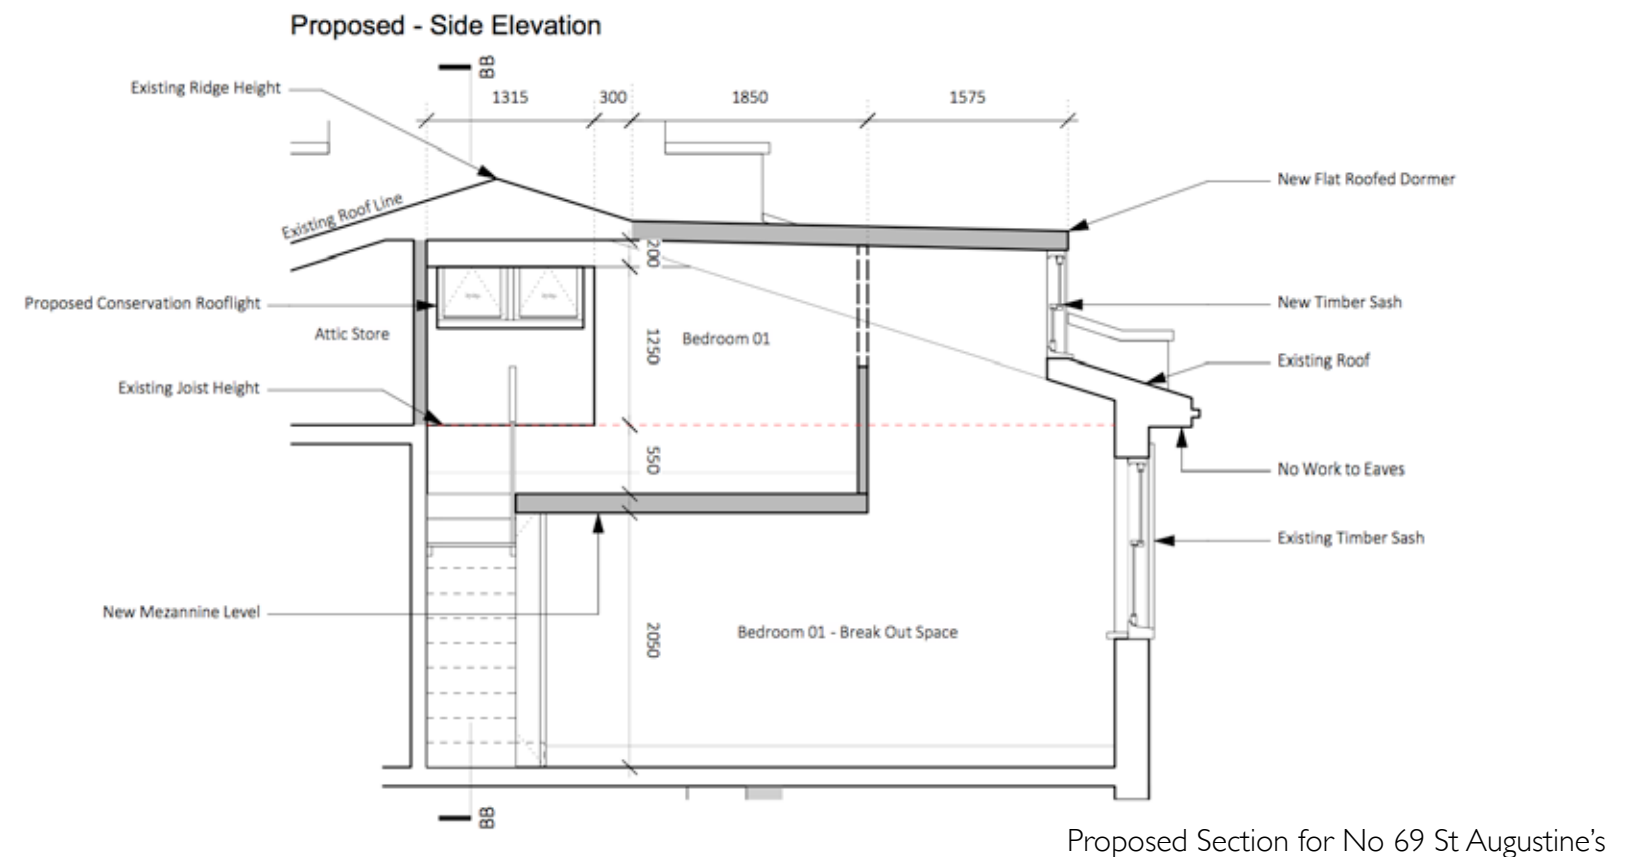 Proposed - Side Elevation
BB
Existing Ridge Height
1315
300
1850
1575
New Flat Roofed Dormer
Existing Roof Line
200
Proposed Conservation Rooflight
New Timber Sash
Attic Store
1250
Bedroom 01
Existing Roof
Existing Joist Height
550
No Work to Eaves
Existing Timber Sash
New Mezannine Level
2050
Bedroom 01 - Break Out Space
BB
Proposed Section for No 69 St Augustine’s